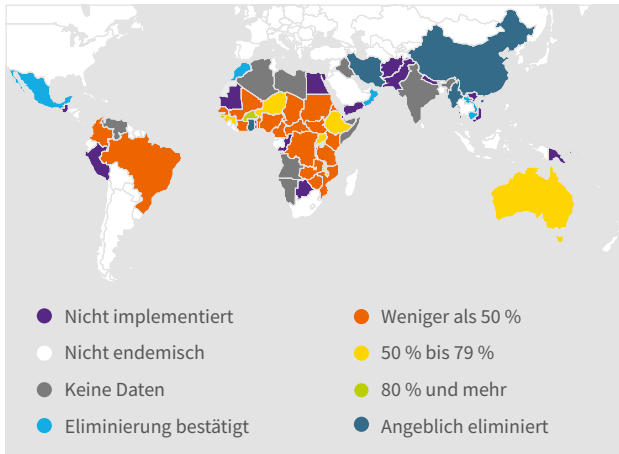 Nicht implementiert
Nicht endemisch
Keine Daten
Eliminierung bestätigt
Weniger als 50 %
50 % bis 79 %
80 % und mehr
Angeblich eliminiert